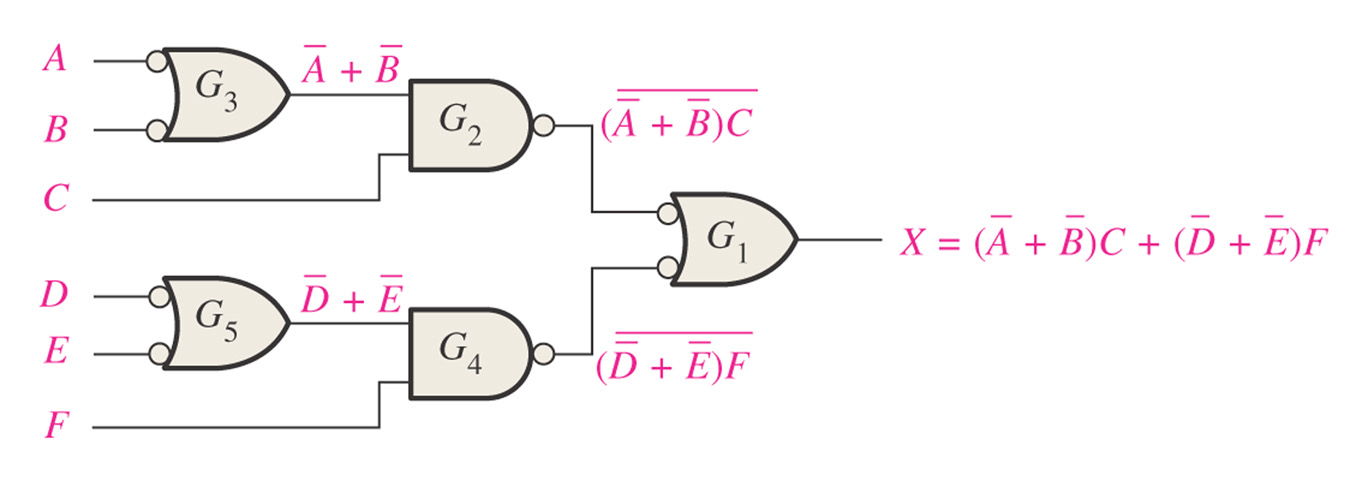 A
B
C
G₃
A̅ + B̅
G₂
(A̅ + B̅)C̅
G₁
X = (A̅ + B̅)C + (D̅ + E̅)F
D
E
F
G₅
D̅ + E̅
G₄
(D̅ + E̅)F̅